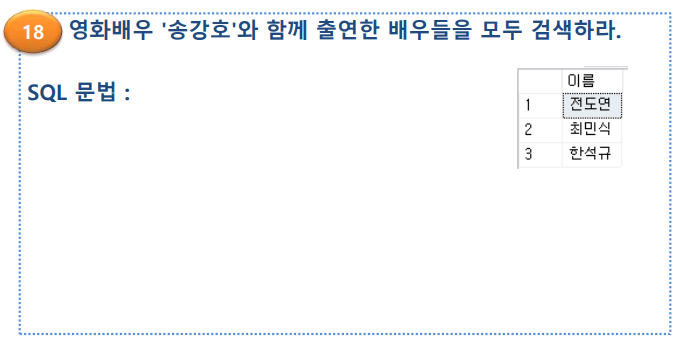 18 영화배우 '송강호'와 함께 출연한 배우들을 모두 검색하라.
SQL 문법 :
이름
1 전도연
2 최민식
3 한석규